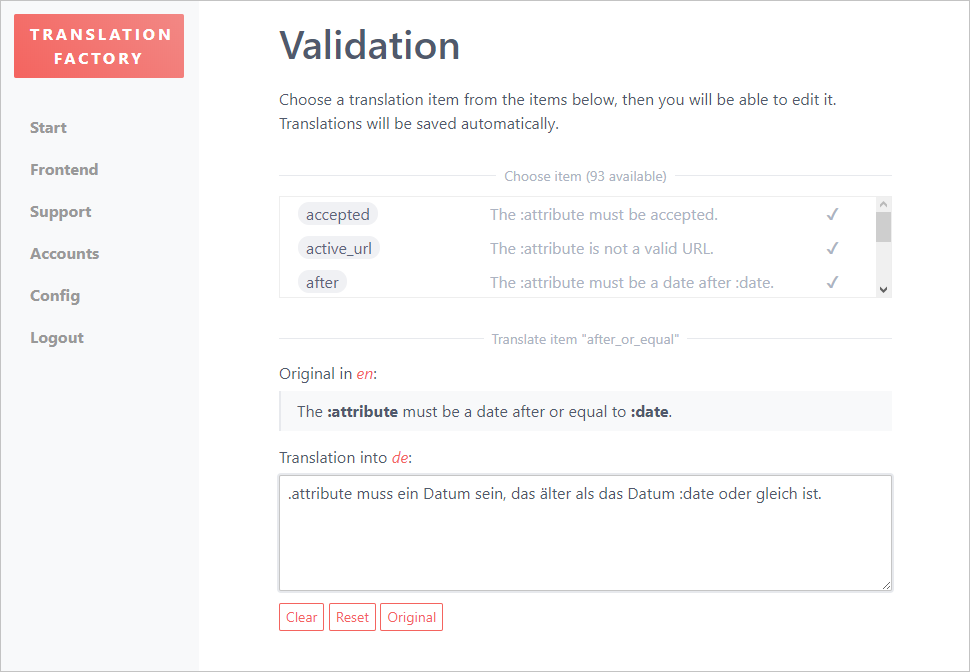 TRANSLATION
FACTORY
Start
Frontend
Support
Accounts
Config
Logout
Validation
Choose a translation item from the items below, then you will be able to edit it.
Translations will be saved automatically.
Choose item (93 available)
accepted The :attribute must be accepted. ✓
active_url The :attribute is not a valid URL. ✓
after The :attribute must be a date after :date. ✓
Translate item "after_or_equal"
Original in en:
The :attribute must be a date after or equal to :date.
Translation into de:
.attribute muss ein Datum sein, das älter als das Datum :date oder gleich ist.
Clear Reset Original